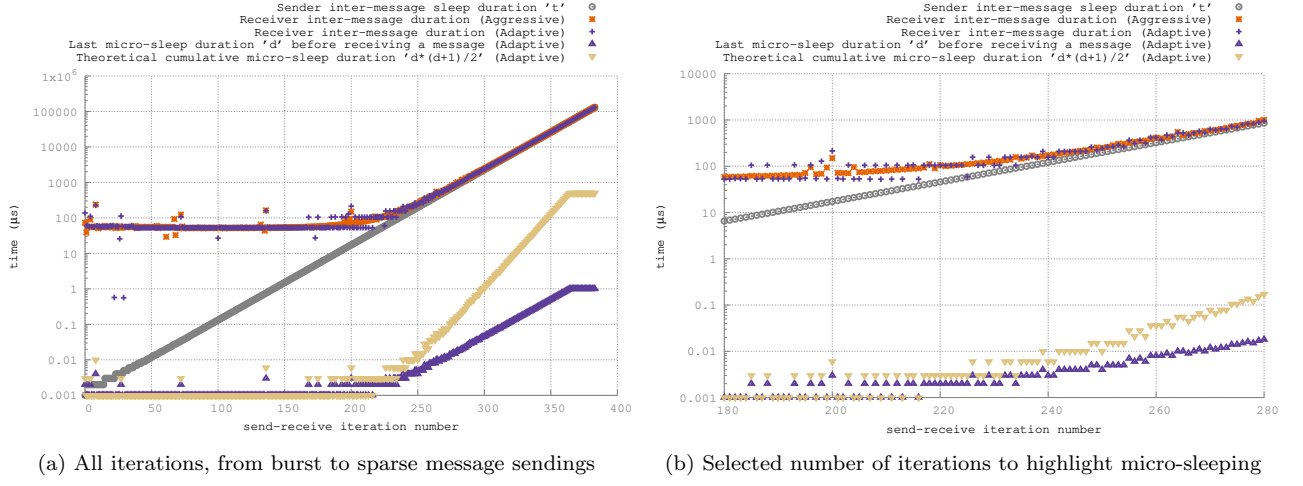 Sender inter-message sleep duration 't'
Receiver inter-message duration (Aggressive)
Receiver inter-message duration (Adaptive)
Last micro-sleep duration 'd' before receiving a message (Adaptive)
Theoretical cumulative micro-sleep duration 'd*(d+1)/2' (Adaptive)
1x10^6
100000
10000
1000
100
10
1
0.1
0.01
0.001
time (µs)
0 50 100 150 200 250 300 350 400
send-receive iteration number
(a) All iterations, from burst to sparse message sendings
Sender inter-message sleep duration 't'
Receiver inter-message duration (Aggressive)
Receiver inter-message duration (Adaptive)
Last micro-sleep duration 'd' before receiving a message (Adaptive)
Theoretical cumulative micro-sleep duration 'd*(d+1)/2' (Adaptive)
10000
1000
100
10
1
0.1
0.01
0.001
time (µs)
180 200 220 240 260 280
send-receive iteration number
(b) Selected number of iterations to highlight micro-sleeping